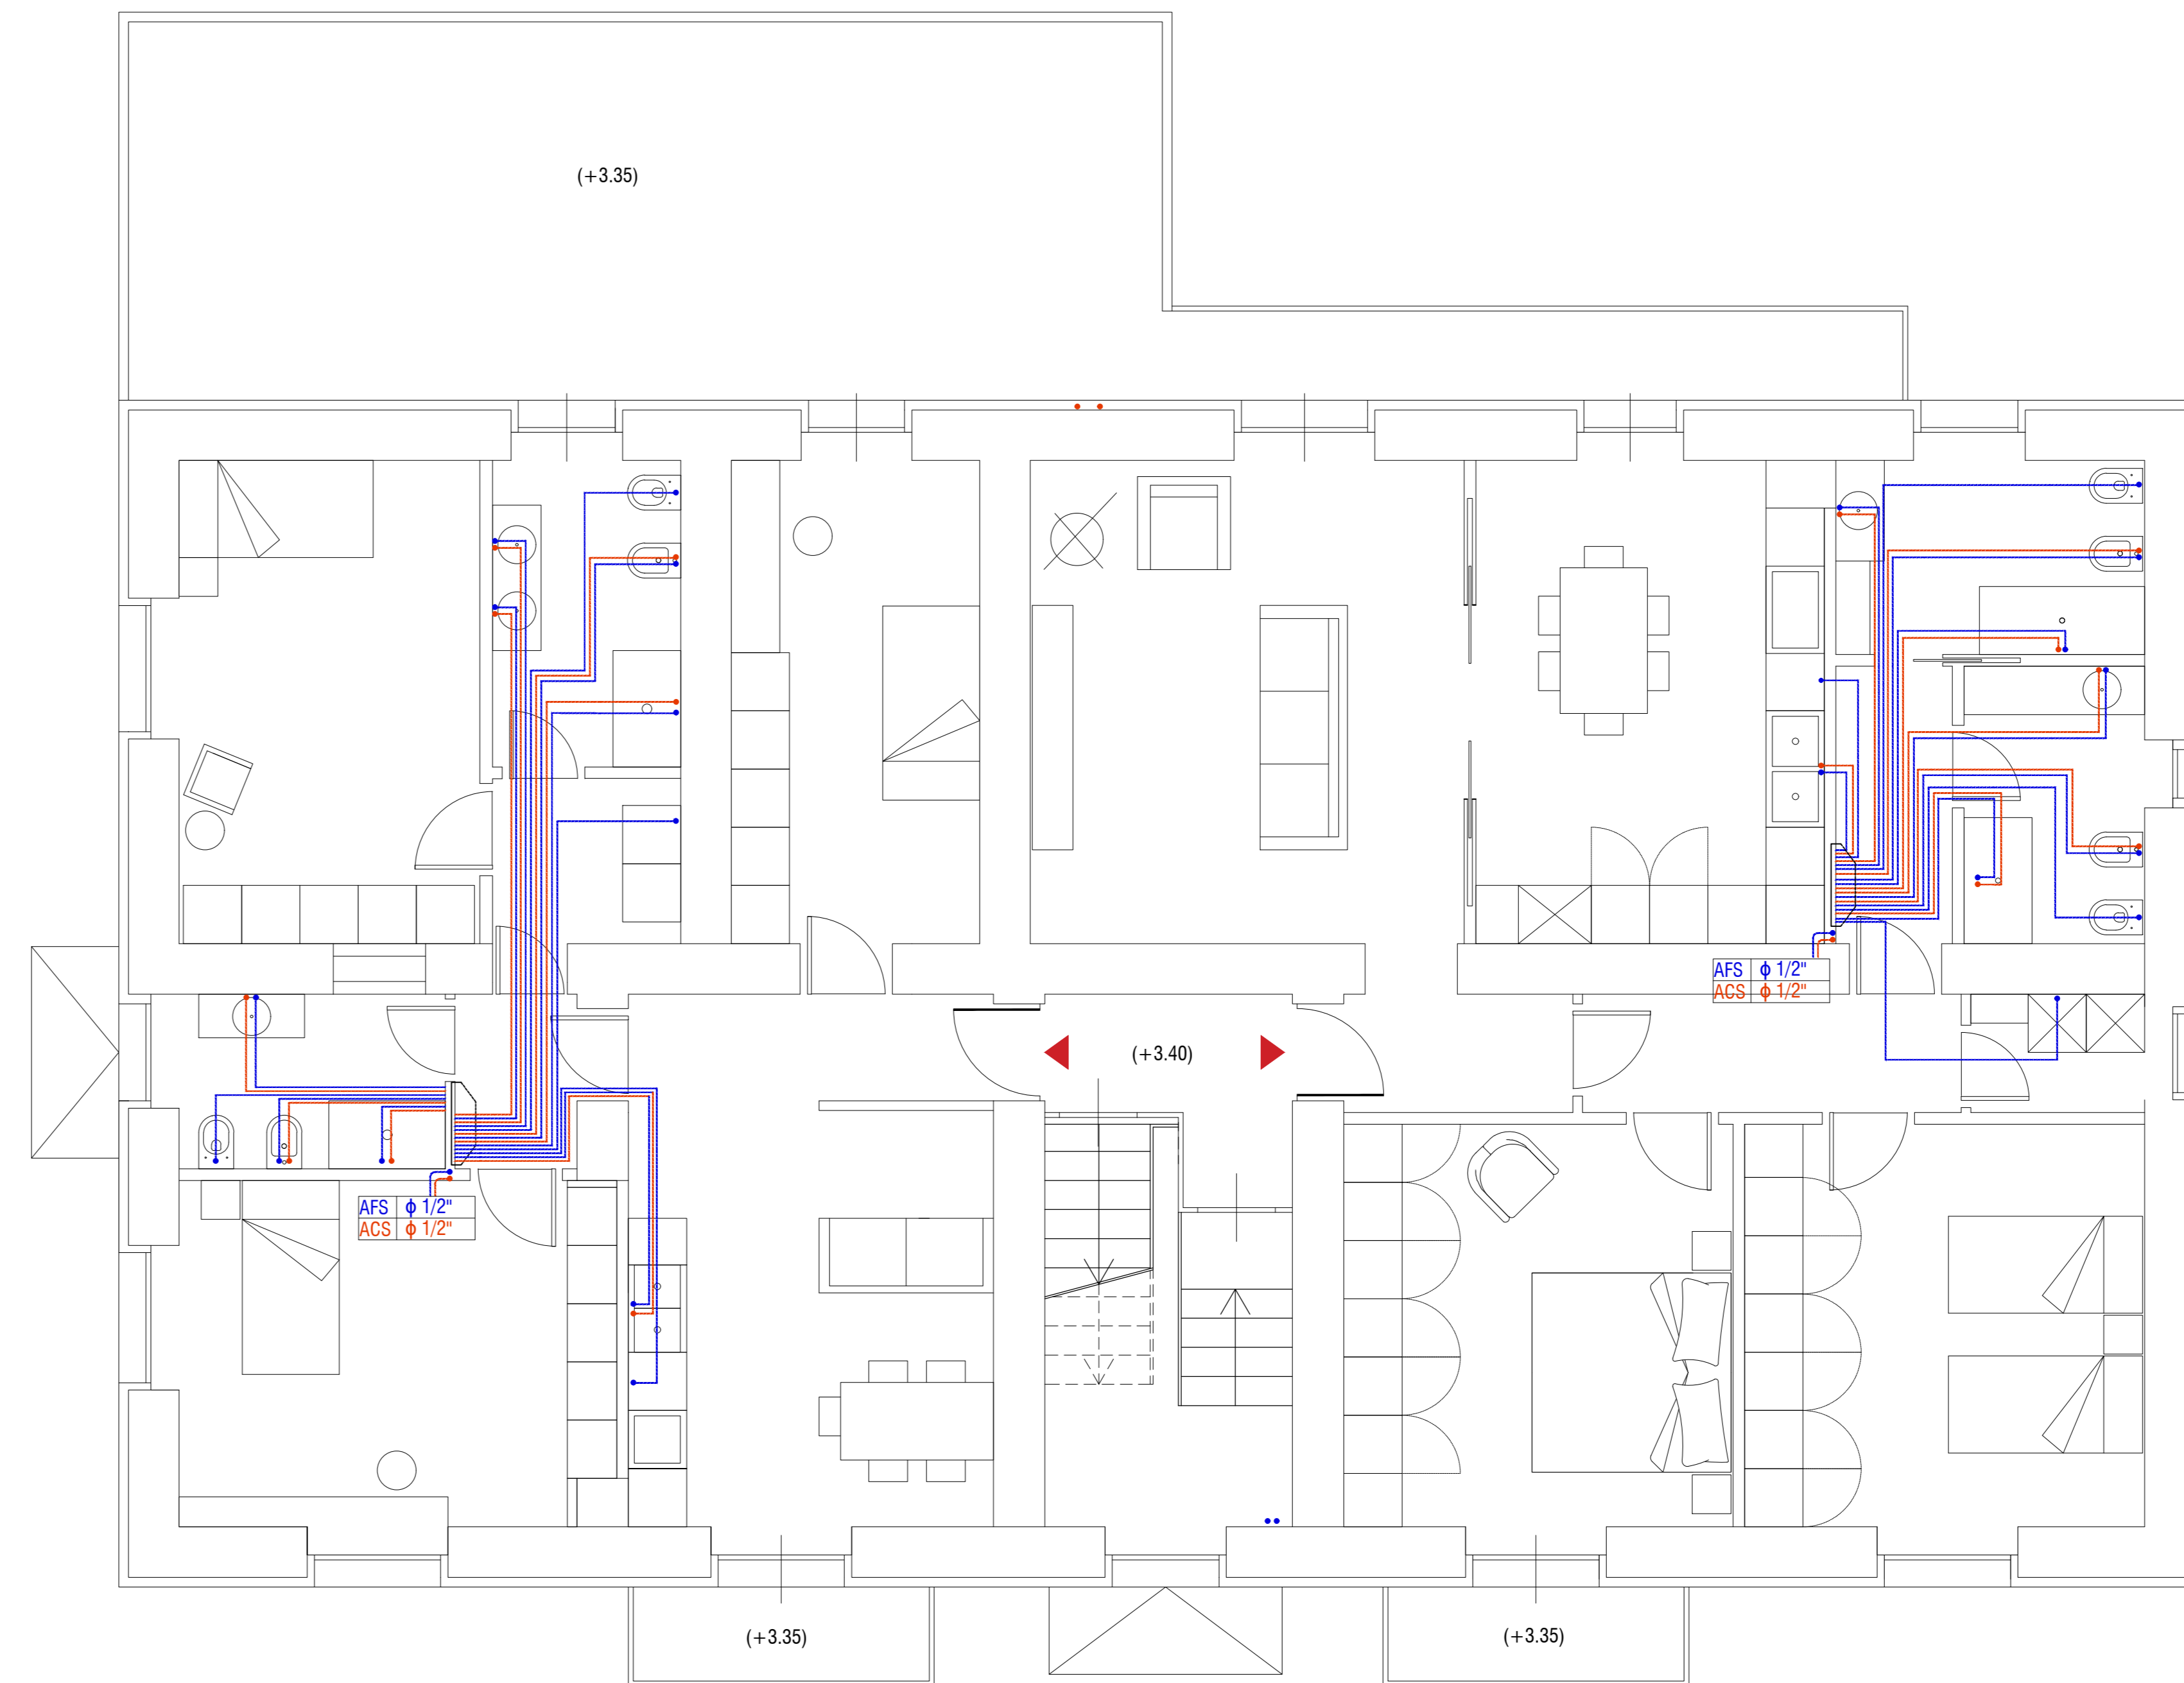 (+3.35)
AFS ϕ 1/2"
ACS ϕ 1/2"
(+3.40)
AFS ϕ 1/2"
ACS ϕ 1/2"
(+3.35)
(+3.35)